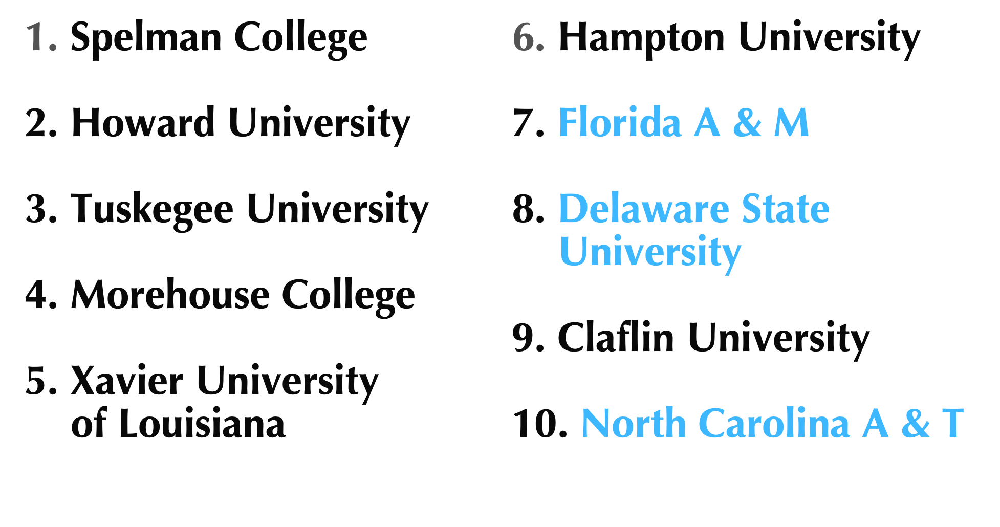 1. Spelman College
2. Howard University
3. Tuskegee University
4. Morehouse College
5. Xavier University
of Louisiana
6. Hampton University
7. Florida A & M
8. Delaware State
University
9. Claflin University
10. North Carolina A & T